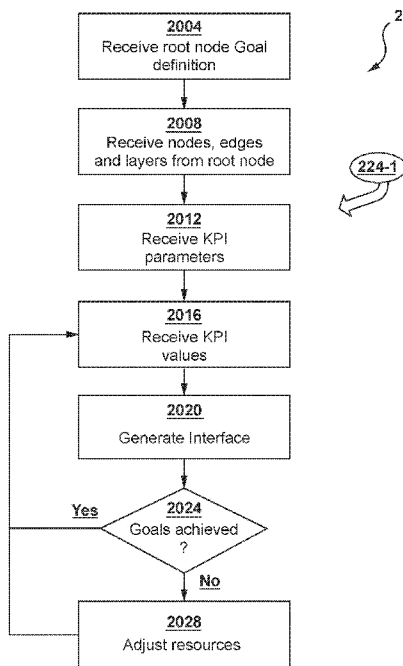 2004
Receive root node Goal
definition
2
2008
Receive nodes, edges
and layers from root node
224-1
2012
Receive KPI
parameters
2016
Receive KPI
values
2020
Generate Interface
Yes
2024
Goals achieved
?
No
2028
Adjust resources